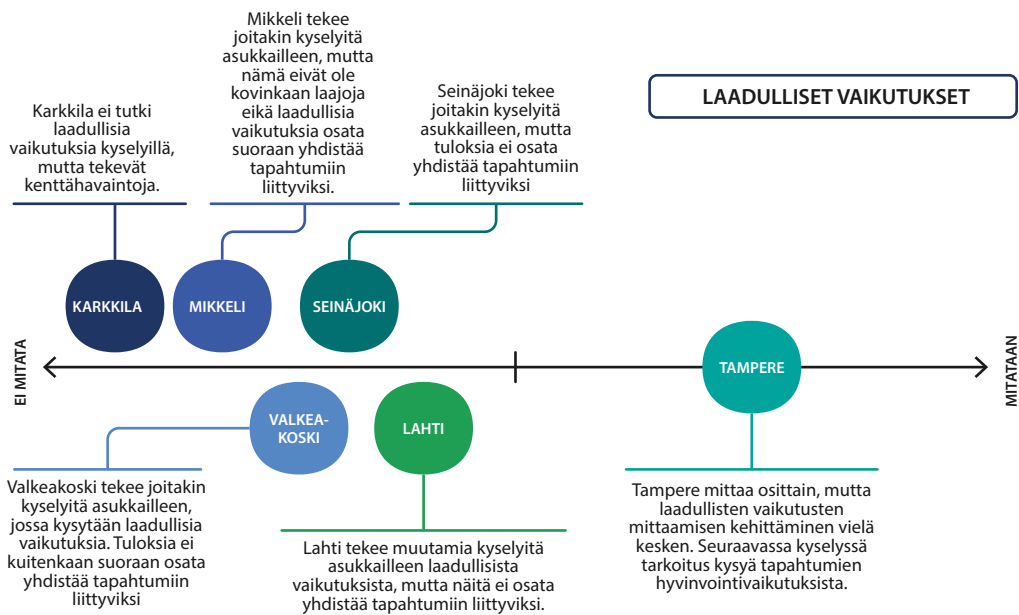 LAADULLISET VAIKUTUKSET
Karkkila ei tutki
laadullisia
vaikutuksia kyselyillä,
mutta tekevät
kenttähavaintoja.
Mikkeli tekee
joitakin kyselyitä
asukkailleen, mutta
nämä eivät ole
kovinkaan laajoja
eikä laadullisia
vaikutuksia osata
suoraan yhdistää
tapahtumiin
liittyviksi.
Seinäjoki tekee
joitakin kyselyitä
asukkailleen, mutta
tuloksia ei osata
yhdistää tapahtumiin
liittyviksi
KARKKILA
MIKKELI
SEINÄJOKI
EI MITATA
TAMPERE
MITATAAN
VALKEA-
KOSKI
LAHTI
Valkeakoski tekee joitakin
kyselyitä asukkailleen,
jossa kysytään laadullisia
vaikutuksia. Tuloksia ei
kuitenkaan suoraan osata
yhdistää tapahtumiin
liittyviksi
Lahti tekee muutamia kyselyitä
asukkailleen laadullisista
vaikutuksista, mutta näitä ei osata
yhdistää tapahtumiin liittyviksi.
Tampere mittaa osittain, mutta
laadullisten vaikutusten
mittaamisen kehittäminen vielä
kesken. Seuraavassa kyselyssä
tarkoitus kysyä tapahtumien
hyvinvointivaikutuksista.